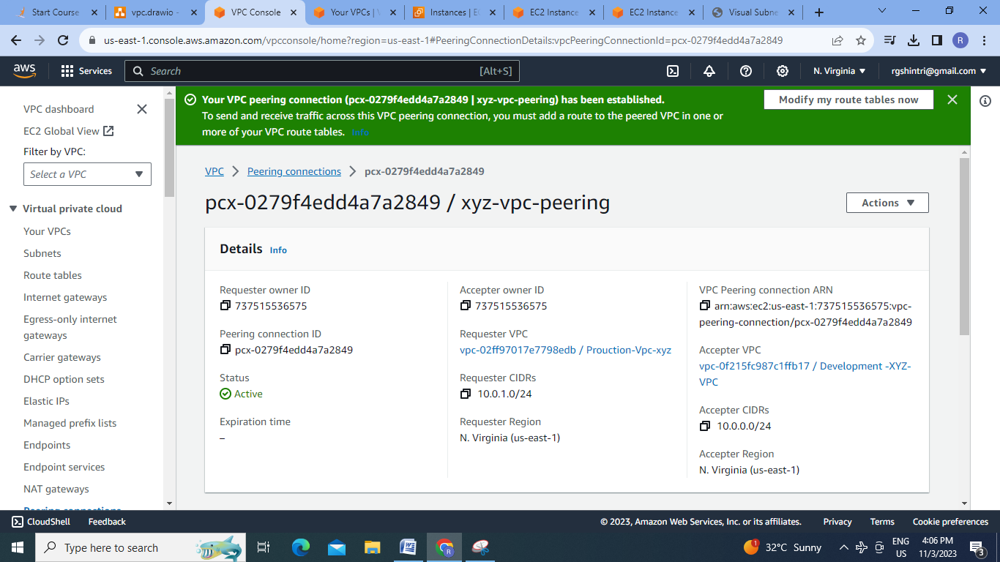 Start Course
vpc.drawio -
VPC Console
Your VPCs | V
Instances | EC
EC2 Instance
EC2 Instance
Visual Subne
us-east-1.console.aws.amazon.com/vpcconsole/home?region=us-east-1#PeeringConnectionDetails:vpcPeeringConnectionId=pcx-0279f4edd4a7a2849
R
aws
Services
Search
[Alt+S]
N. Virginia
rgshintri@gmail.com
VPC dashboard
EC2 Global View
Filter by VPC:
Select a VPC
Virtual private cloud
Your VPCs
Subnets
Route tables
Internet gateways
Egress-only internet
gateways
Carrier gateways
DHCP option sets
Elastic IPs
Managed prefix lists
Endpoints
Endpoint services
NAT gateways
Peering connections
Your VPC peering connection (pcx-0279f4edd4a7a2849 | xyz-vpc-peering) has been established.
To send and receive traffic across this VPC peering connection, you must add a route to the peered VPC in one or
more of your VPC route tables. Info
Modify my route tables now
VPC
Peering connections
pcx-0279f4edd4a7a2849
pcx-0279f4edd4a7a2849 / xyz-vpc-peering
Actions
Details Info
Requester owner ID
737515536575
Peering connection ID
pcx-0279f4edd4a7a2849
Status
Active
Expiration time
–
Accepter owner ID
737515536575
Requester VPC
vpc-02ff97017e7798edb / Prouction-Vpc-xyz
Requester CIDRs
10.0.1.0/24
Requester Region
N. Virginia (us-east-1)
VPC Peering connection ARN
arn:aws:ec2:us-east-1:737515536575:vpc-
peering-connection/pcx-0279f4edd4a7a2849
Accepter VPC
vpc-0f215fc987c1ffb17 / Development -XYZ-
VPC
Accepter CIDRs
10.0.0.0/24
Accepter Region
N. Virginia (us-east-1)
CloudShell
Feedback
© 2023, Amazon Web Services, Inc. or its affiliates.
Privacy
Terms
Cookie preferences
Type here to search
W
R
1
32°C Sunny
ENG
US
4:06 PM
11/3/2023
3